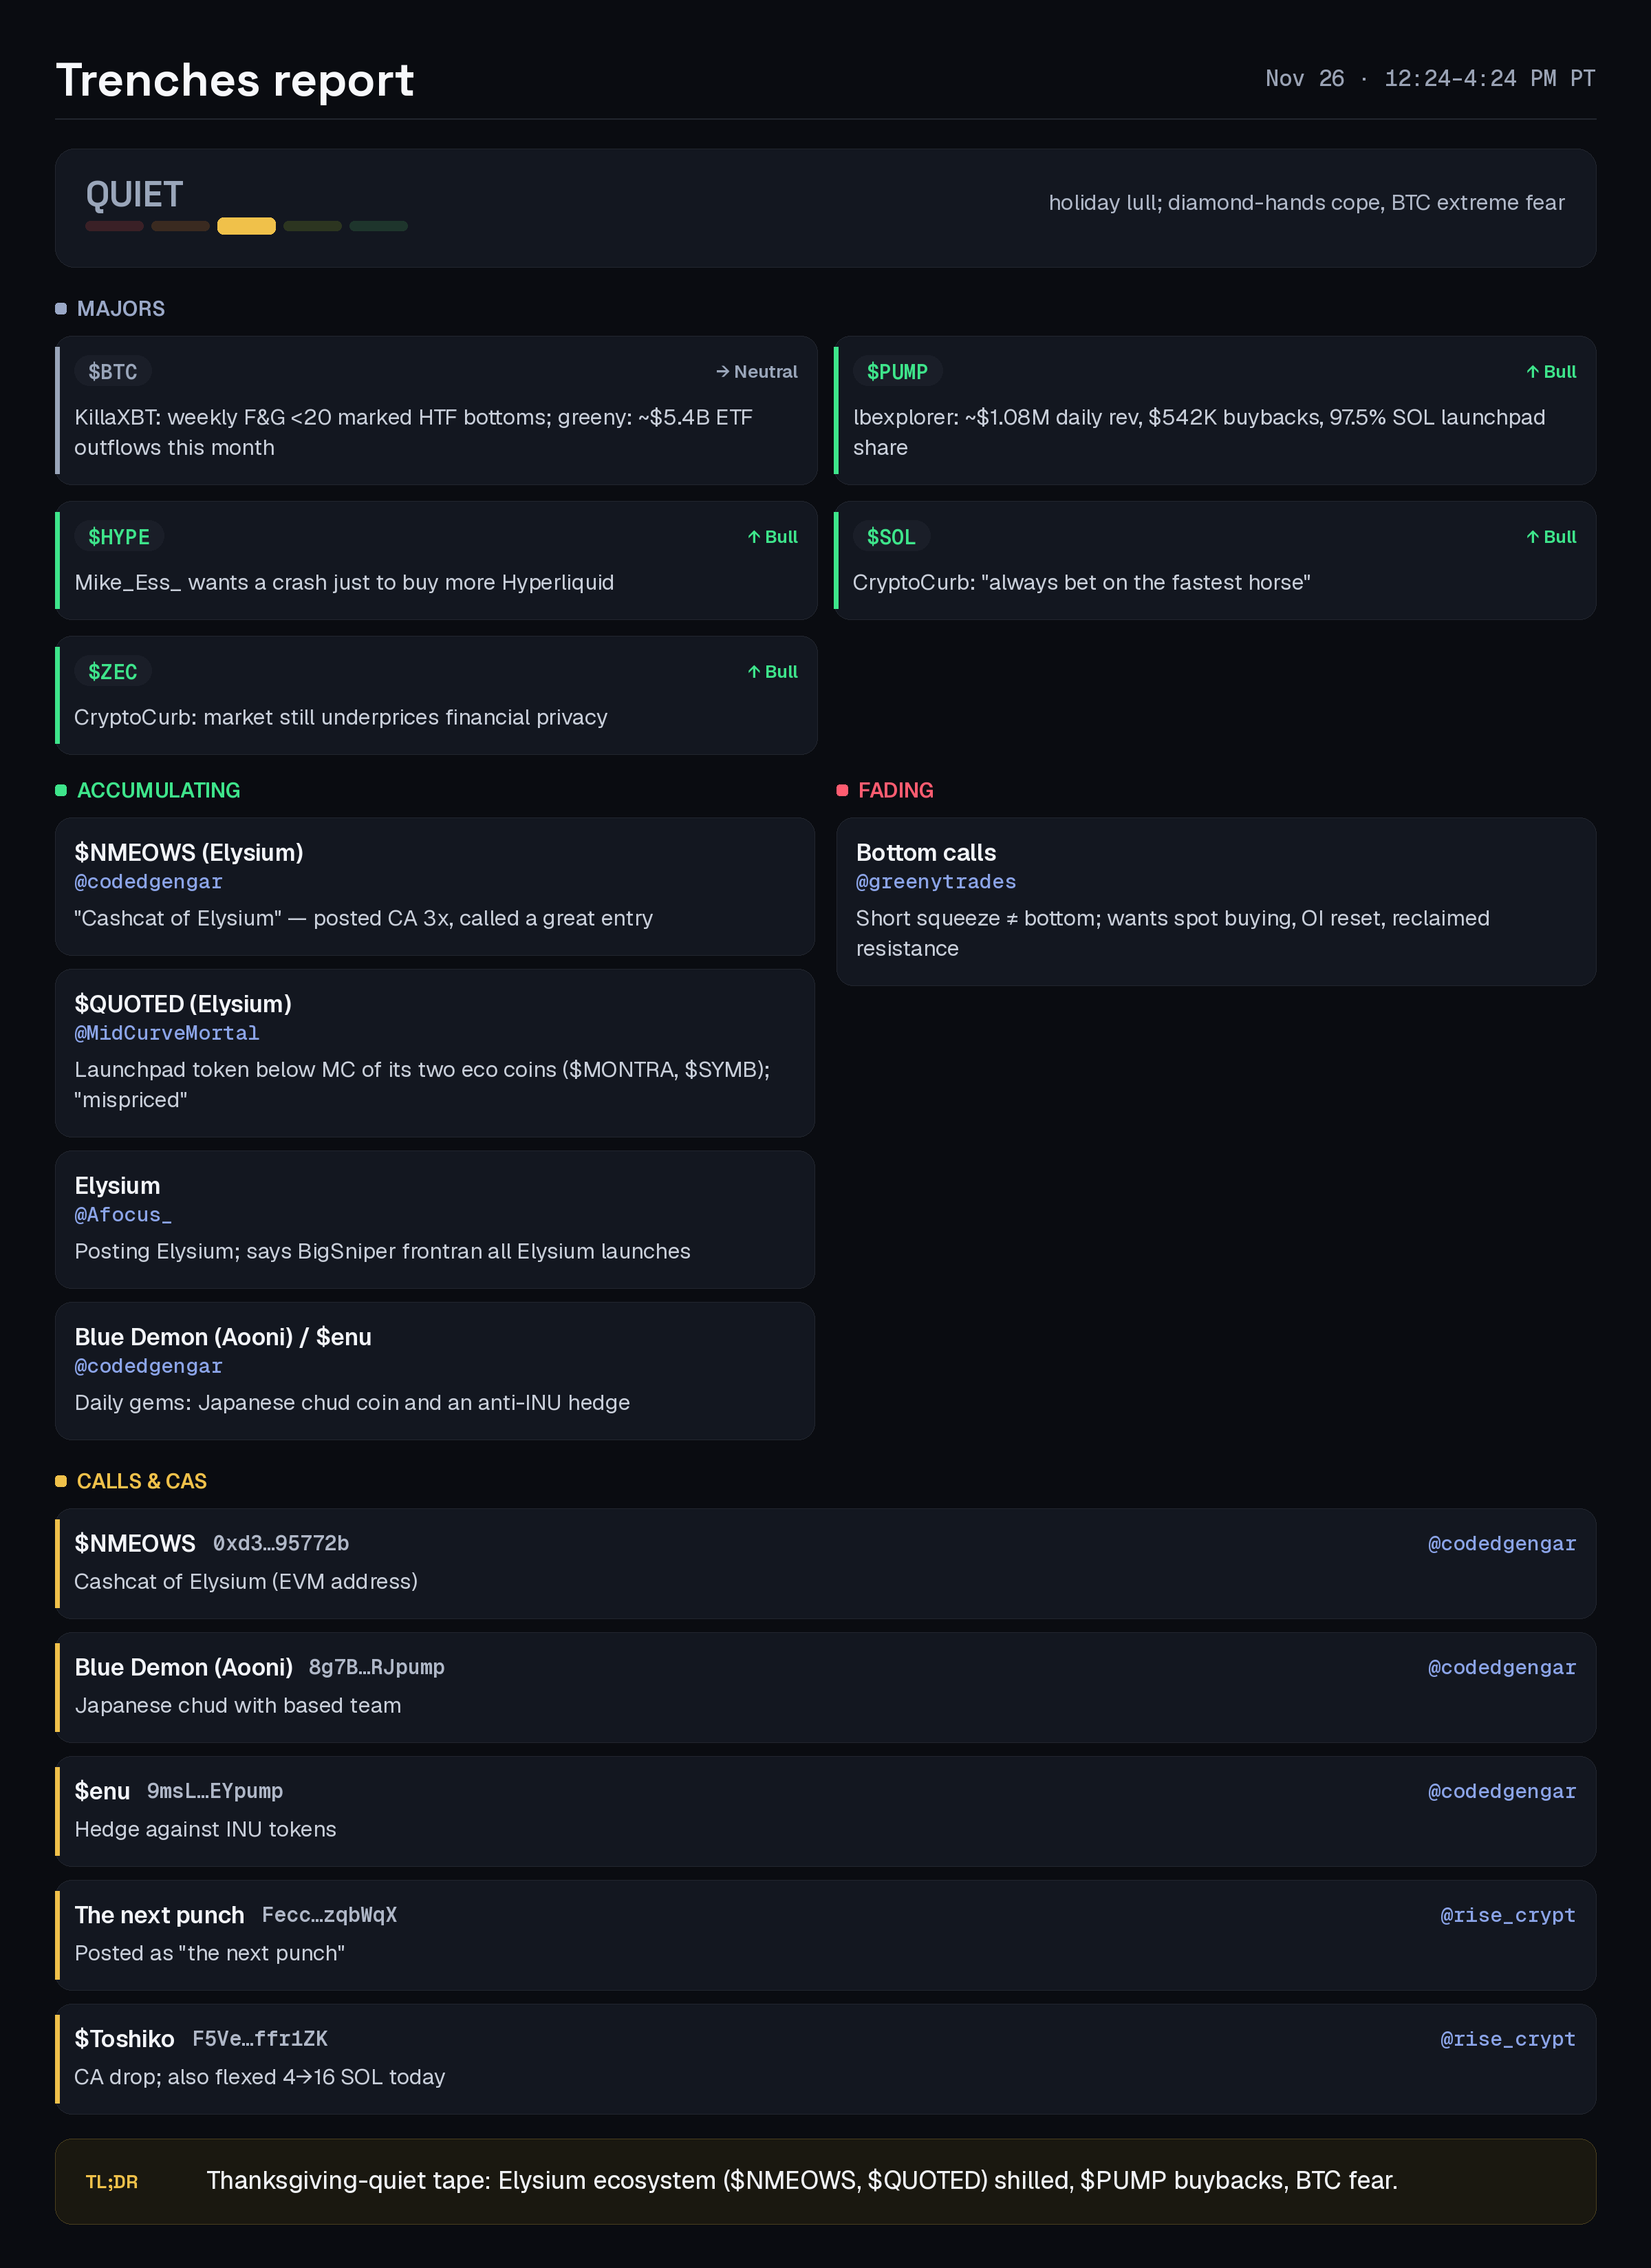 Trenches report
Nov 26 · 12:24–4:24 PM PT
QUIET
holiday lull; diamond-hands cope, BTC extreme fear
MAJORS
$BTC
→ Neutral
KillaXBT: weekly F&G <20 marked HTF bottoms; greeny: ~$5.4B ETF
outflows this month
$PUMP
↑ Bull
lbexplorer: ~$1.08M daily rev, $542K buybacks, 97.5% SOL launchpad
share
$HYPE
↑ Bull
Mike_Ess_ wants a crash just to buy more Hyperliquid
$SOL
↑ Bull
CryptoCurb: "always bet on the fastest horse"
$ZEC
↑ Bull
CryptoCurb: market still underprices financial privacy
ACCUMULATING
$NMEOWS (Elysium)
@codedgengar
"Cashcat of Elysium" — posted CA 3x, called a great entry
$QUOTED (Elysium)
@MidCurveMortal
Launchpad token below MC of its two eco coins ($MONTRA, $SYMB);
"mispriced"
Elysium
@Afocus_
Posting Elysium; says BigSniper frontran all Elysium launches
Blue Demon (Aooni) / $enu
@codedgengar
Daily gems: Japanese chud coin and an anti-INU hedge
FADING
Bottom calls
@greenytrades
Short squeeze ≠ bottom; wants spot buying, OI reset, reclaimed
resistance
CALLS & CAS
$NMEOWS 0xd3…95772b
@codedgengar
Cashcat of Elysium (EVM address)
Blue Demon (Aooni) 8g7B…RJpump
@codedgengar
Japanese chud with based team
$enu 9msL…EYpump
@codedgengar
Hedge against INU tokens
The next punch Fecc…zqbWqX
@rise_crypt
Posted as "the next punch"
$Toshiko F5Ve…ffr1ZK
@rise_crypt
CA drop; also flexed 4→16 SOL today
TL;DR
Thanksgiving-quiet tape: Elysium ecosystem ($NMEOWS, $QUOTED) shilled, $PUMP buybacks, BTC fear.